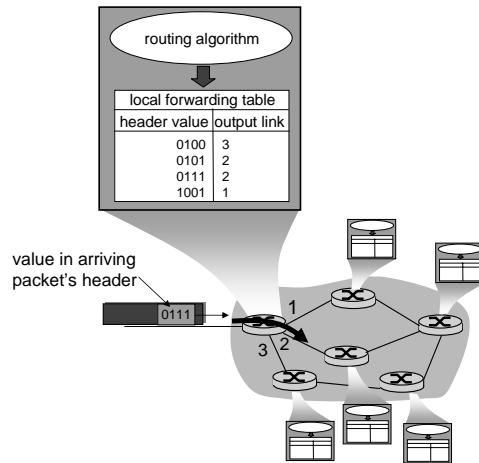 routing algorithm
local forwarding table
header value output link
0100 3
0101 2
0111 2
1001 1
value in arriving
packet's header
0111
1
2
3